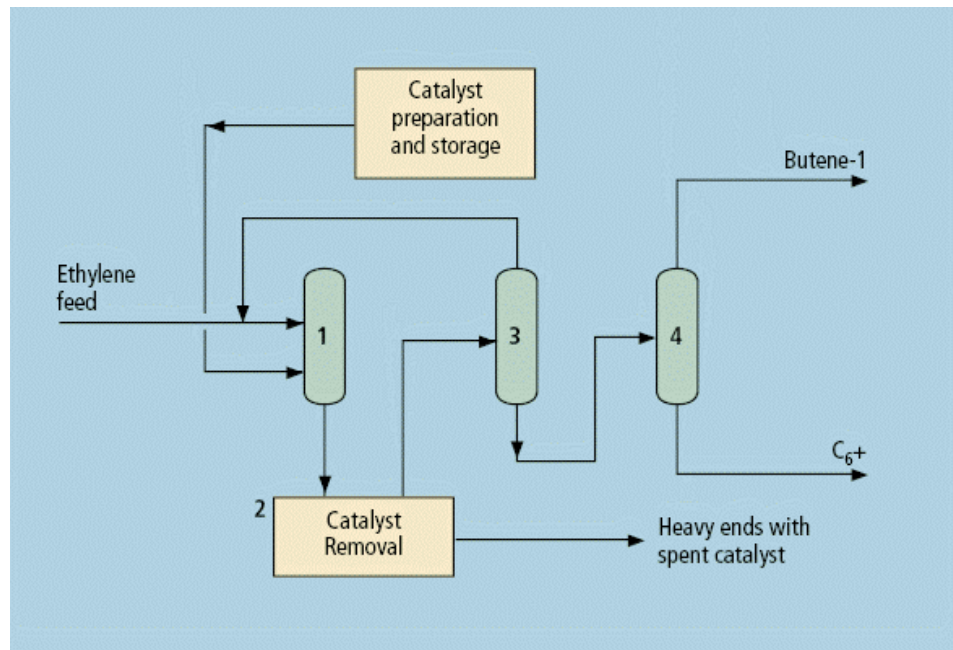 Catalyst
preparation
and storage
Butene-1
Ethylene
feed
1
3
4
C₆+
2
Catalyst
Removal
Heavy ends with
spent catalyst